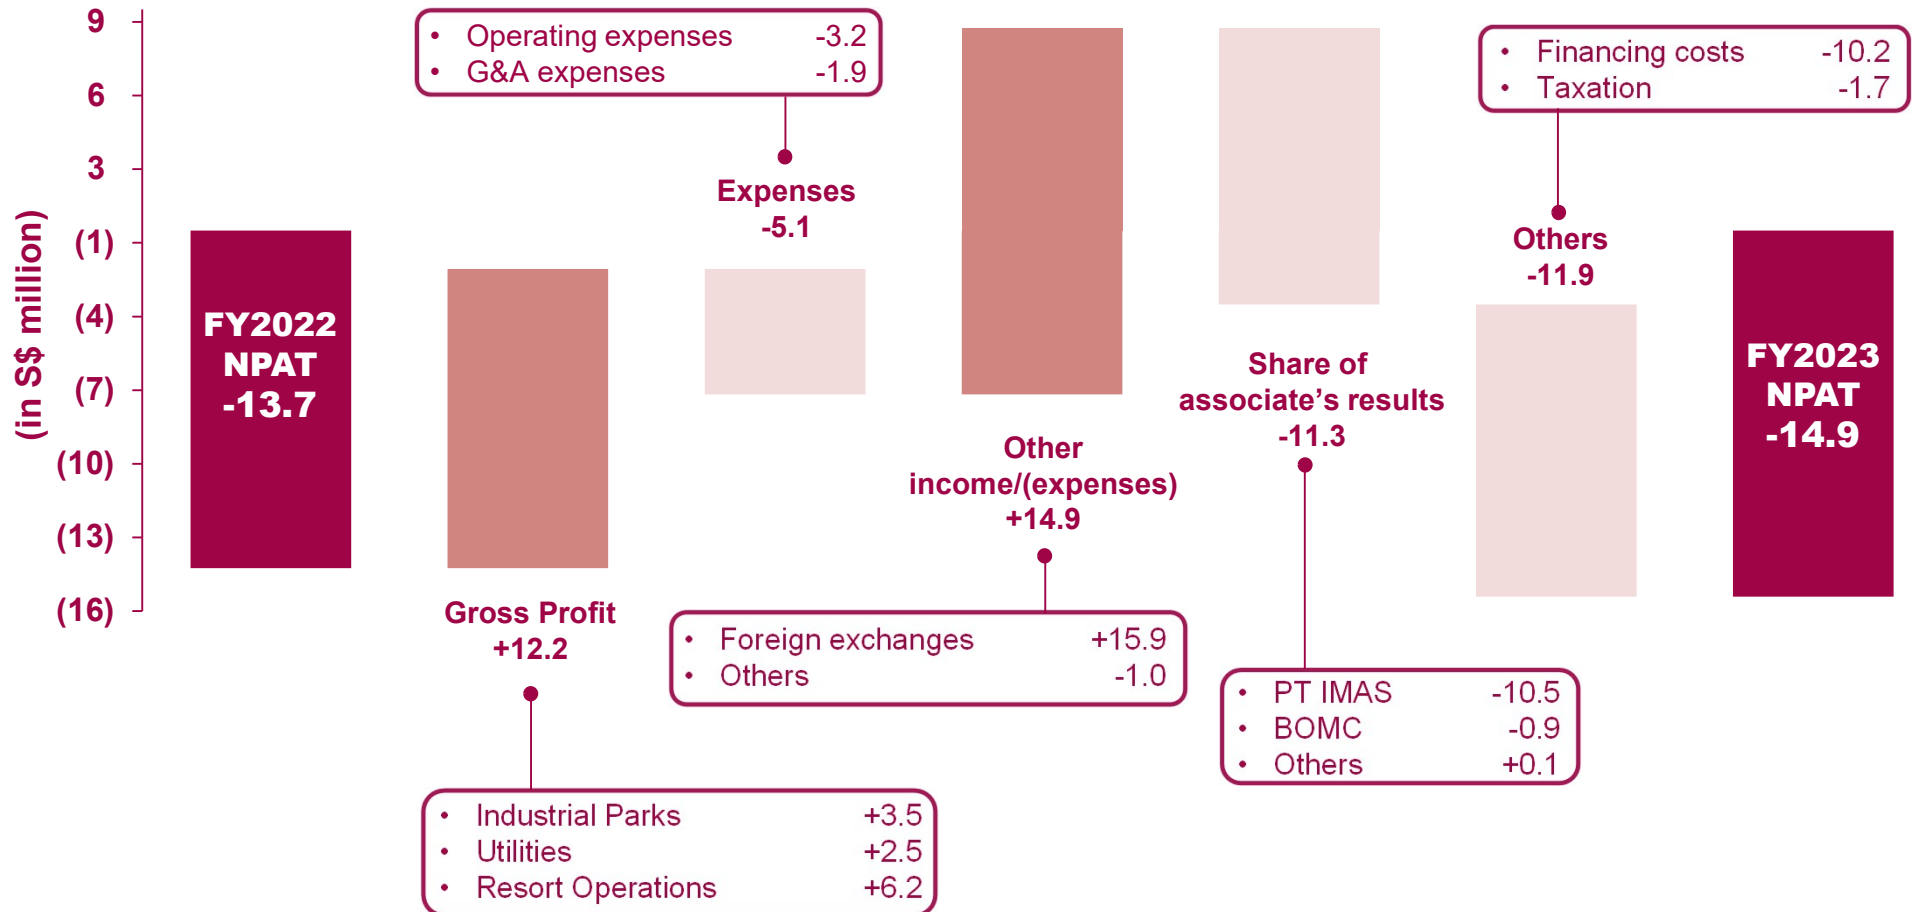 (in S$ million)
9
6
3
(1)
(4)
(7)
(10)
(13)
(16)
FY2022
NPAT
-13.7
Gross Profit
+12.2
• Industrial Parks +3.5
• Utilities +2.5
• Resort Operations +6.2
• Operating expenses -3.2
• G&A expenses -1.9
Expenses
-5.1
Other
income/(expenses)
+14.9
• Foreign exchanges +15.9
• Others -1.0
Share of
associate’s results
-11.3
• PT IMAS -10.5
• BOMC -0.9
• Others +0.1
• Financing costs -10.2
• Taxation -1.7
Others
-11.9
FY2023
NPAT
-14.9